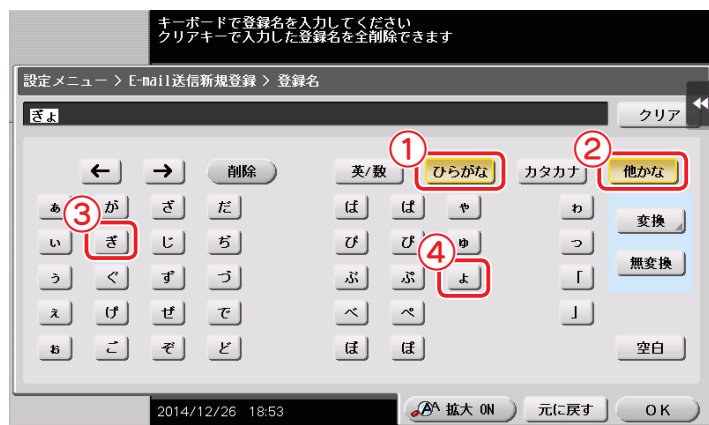 キーボードで登録名を入力してください
クリアキーで入力した登録名を全削除できます
設定メニュー > E-mail送信新規登録 > 登録名
ぎょ クリア
① ②
← → 削除 英/数 ひらがな カタカナ 他かな
③
ぁ が ざ だ ば ぱ ゃ ゎ 変換
ぃ ぎ じ ぢ び ぴ ゅ っ
④
無変換
ぅ ぐ ず づ ぶ ぷ ょ 「
ぇ げ ぜ で べ ぺ 」
ぉ ご ぞ ど ぼ ぽ 空白
2014/12/26 18:53 拡大 ON 元に戻す OK